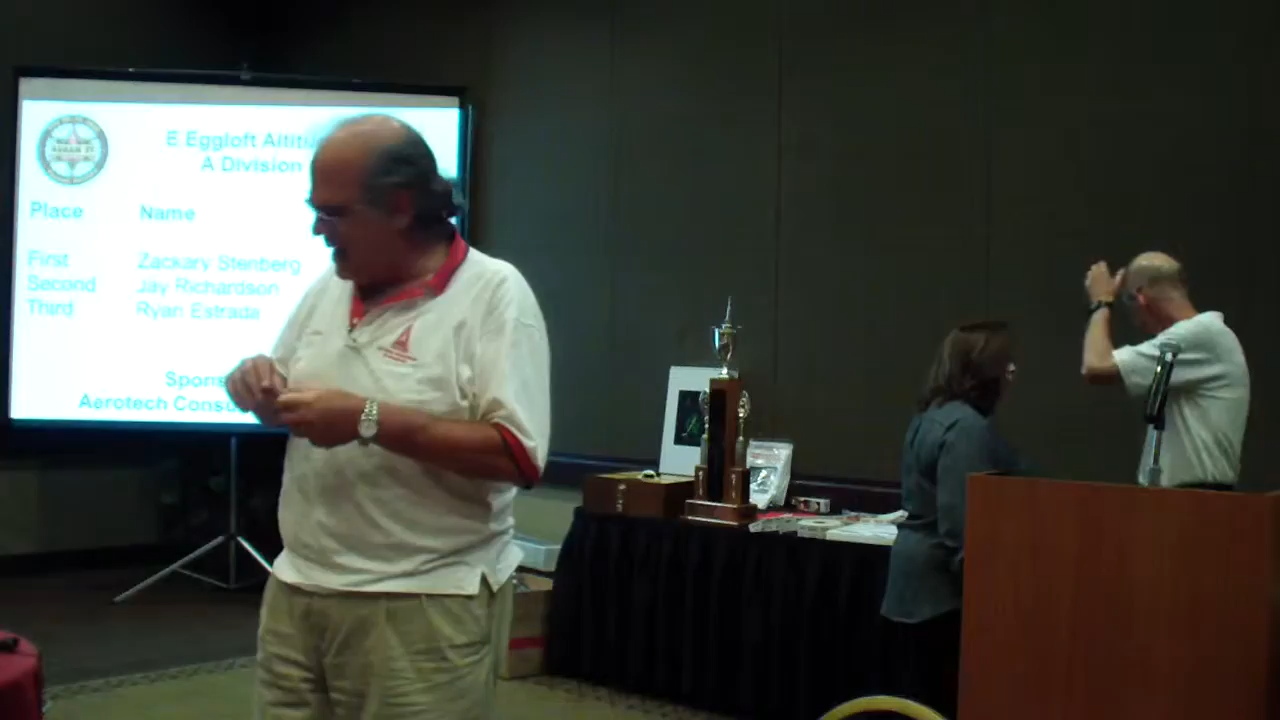 E Eggloft Altitu
A Division
Place Name
First Zackary Stenberg
Second Jay Richardson
Third Ryan Estrada
Spons
Aerotech Consu